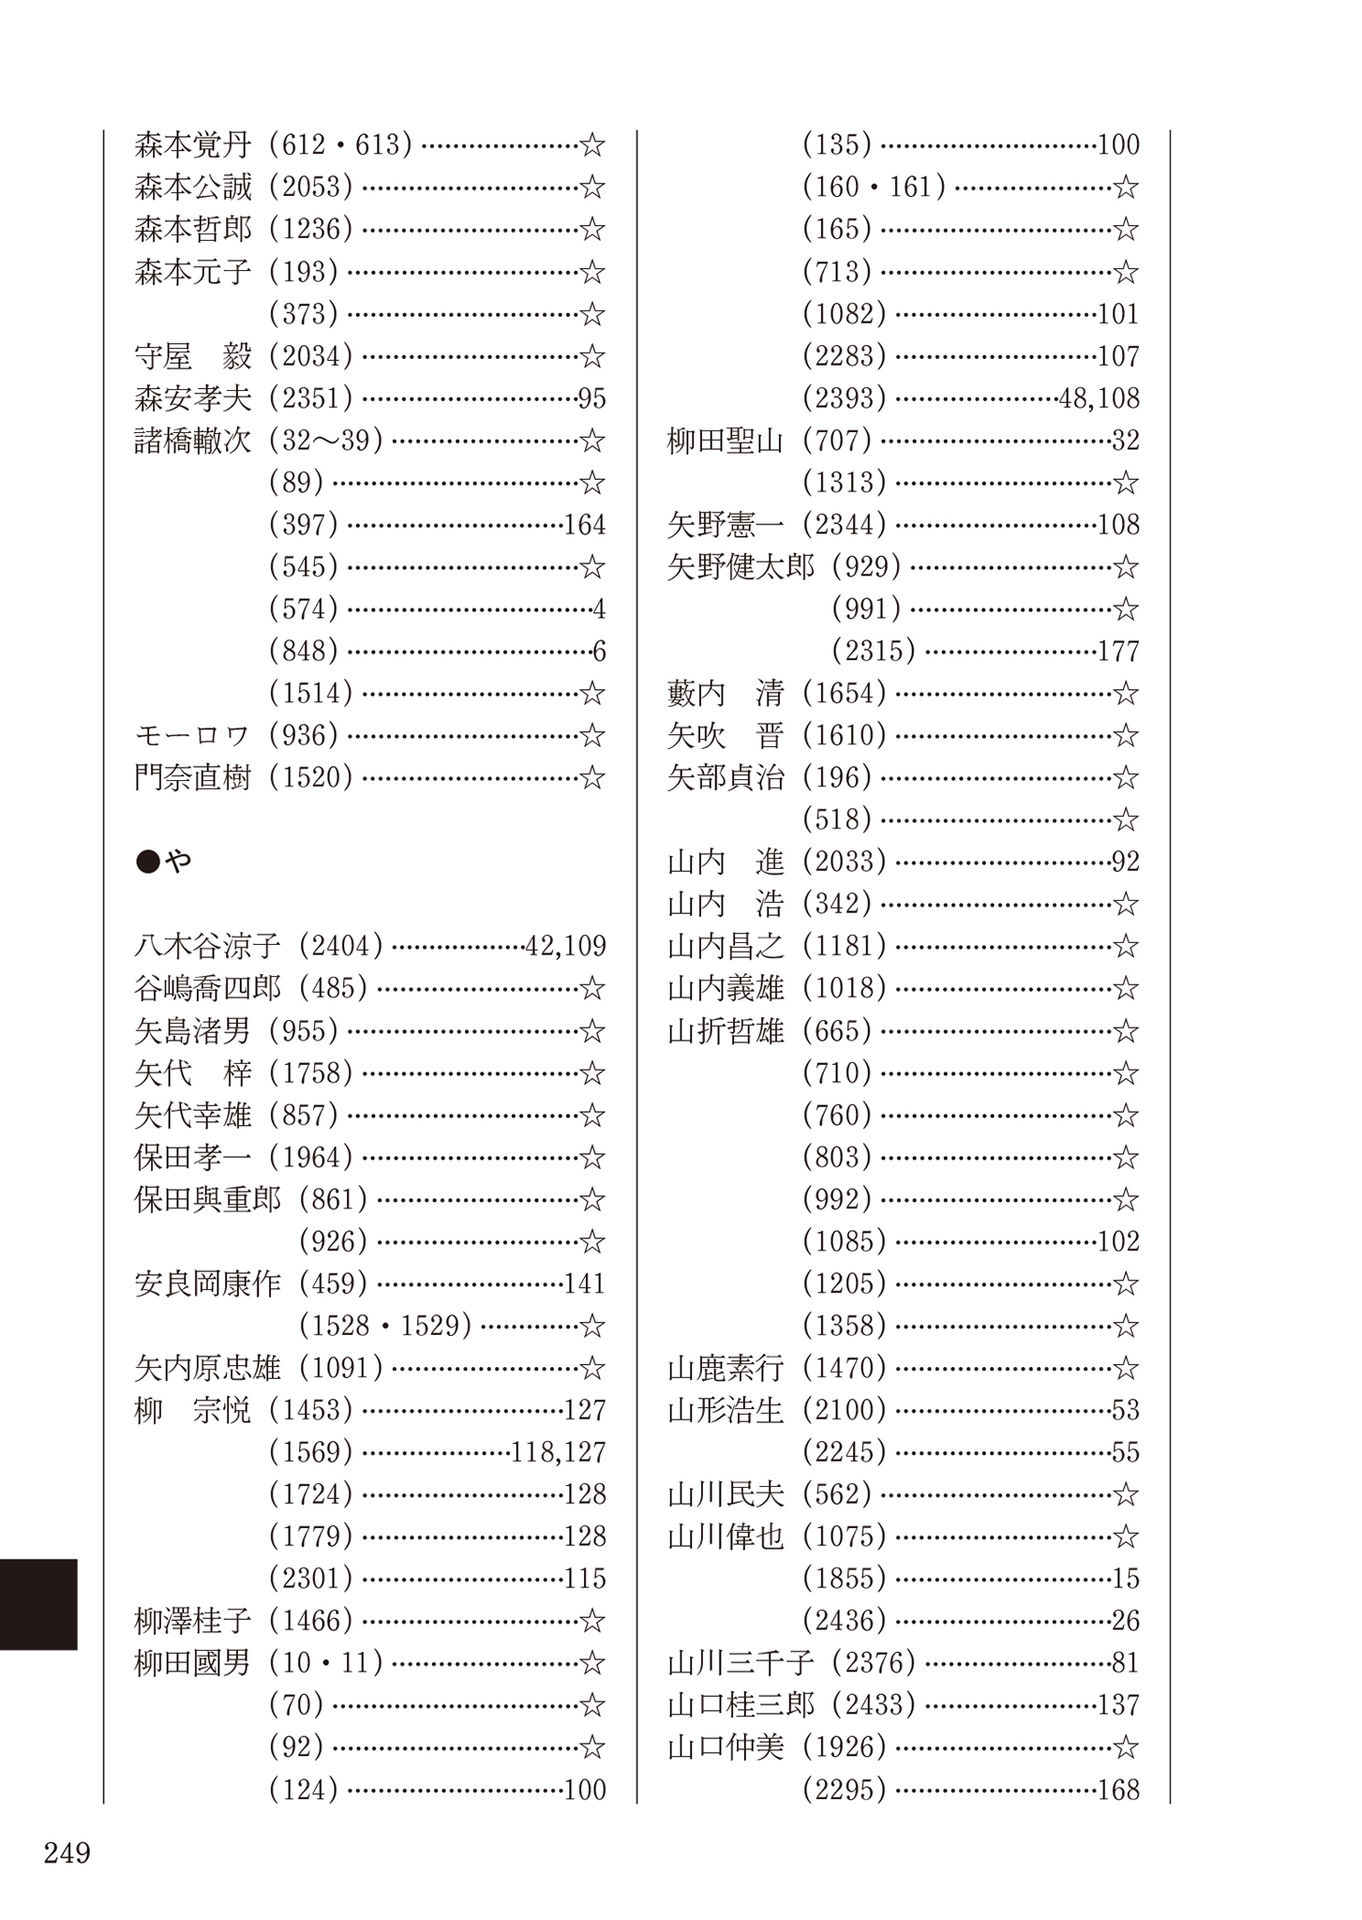 森本覚丹（612・613）…………………☆
森本公誠（2053）…………………………☆
森本哲郎（1236）…………………………☆
森本元子（193）……………………………☆
（373）……………………………☆
守屋　毅（2034）…………………………☆
森安孝夫（2351）…………………………95
諸橋轍次（32〜39）………………………☆
（89）………………………………☆
（397）…………………………164
（545）……………………………☆
（574）………………………………4
（848）………………………………6
（1514）…………………………☆
モーロワ（936）……………………………☆
門奈直樹（1520）…………………………☆
●や
八木谷涼子（2404）………………42,109
谷嶋喬四郎（485）…………………………☆
矢島渚男（955）……………………………☆
矢代　梓（1758）…………………………☆
矢代幸雄（857）……………………………☆
保田孝一（1964）…………………………☆
保田與重郎（861）…………………………☆
（926）…………………………☆
安良岡康作（459）………………………141
（1528・1529）…………☆
矢内原忠雄（1091）………………………☆
柳　宗悦（1453）………………………127
（1569）…………………118,127
（1724）………………………128
（1779）………………………128
（2301）………………………115
柳澤桂子（1466）…………………………☆
柳田國男（10・11）………………………☆
（70）………………………………☆
（92）………………………………☆
（124）…………………………100
（135）…………………………100
（160・161）…………………☆
（165）……………………………☆
（713）……………………………☆
（1082）………………………101
（2283）………………………107
（2393）…………………48,108
柳田聖山（707）……………………………32
（1313）…………………………☆
矢野憲一（2344）………………………108
矢野健太郎（929）…………………………☆
（991）…………………………☆
（2315）……………………177
藪内　清（1654）…………………………☆
矢吹　晋（1610）…………………………☆
矢部貞治（196）……………………………☆
（518）……………………………☆
山内　進（2033）…………………………92
山内　浩（342）……………………………☆
山内昌之（1181）…………………………☆
山内義雄（1018）…………………………☆
山折哲雄（665）……………………………☆
（710）……………………………☆
（760）……………………………☆
（803）……………………………☆
（992）……………………………☆
（1085）………………………102
（1205）…………………………☆
（1358）…………………………☆
山鹿素行（1470）…………………………☆
山形浩生（2100）…………………………53
（2245）…………………………55
山川民夫（562）……………………………☆
山川偉也（1075）…………………………☆
（1855）…………………………15
（2436）…………………………26
山川三千子（2376）………………………81
山口桂三郎（2433）……………………137
山口仲美（1926）…………………………☆
（2295）………………………168
249